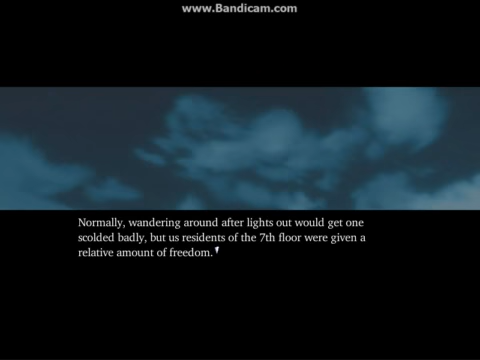 www.Bandicam.com
Normally, wandering around after lights out would get one
scolded badly, but us residents of the 7th floor were given a
relative amount of freedom.